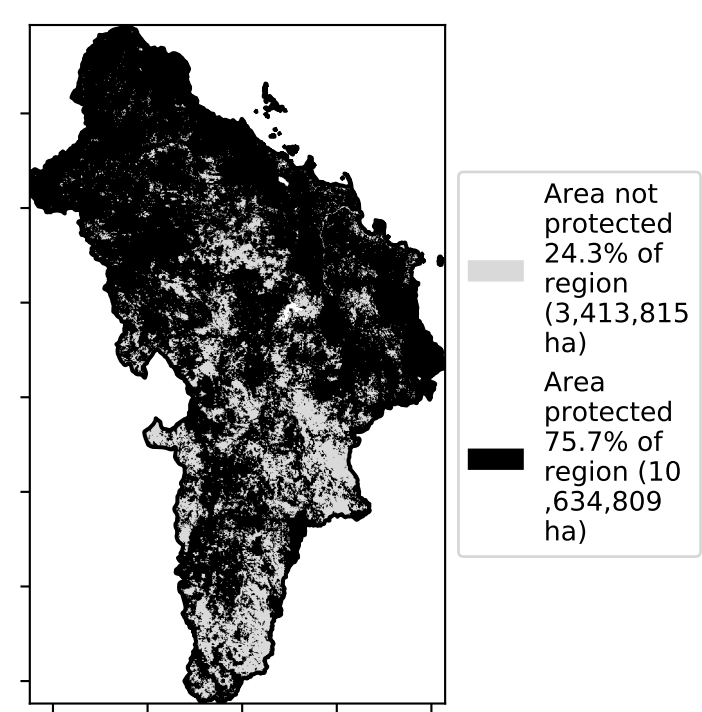 Area not
protected
24.3% of
region
(3,413,815
ha)
Area
protected
75.7% of
region (10
,634,809
ha)